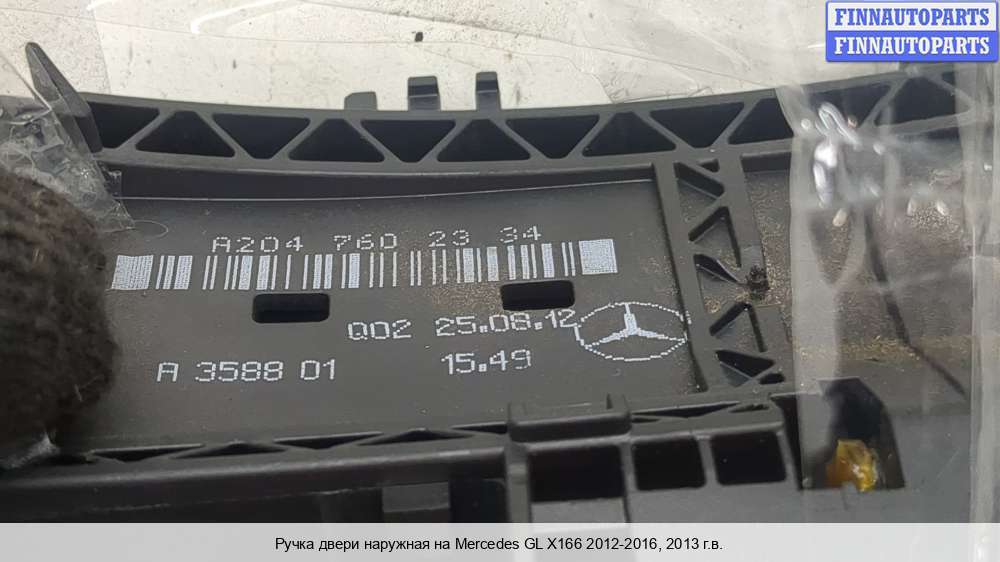 FINNAUTOPARTS
FINNAUTOPARTS
A204 760 23 34
Q02 25.08.12
A 3588 01
15.49
Ручка двери наружная на Mercedes GL X166 2012-2016, 2013 г.в.